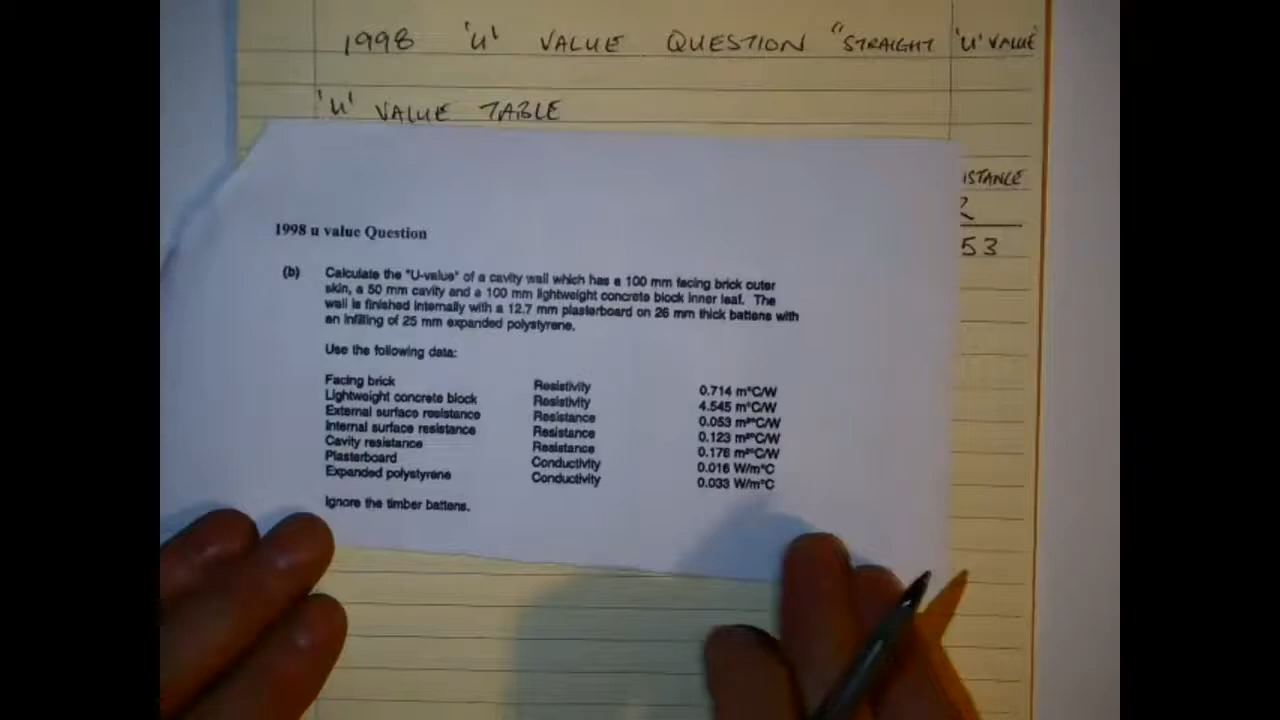 1998 'U' VALUE QUESTION "STRAIGHT 'U' VALUE"
'U' VALUE TABLE
ISTANCE
53
1998 u value Question
(b) Calculate the "U-value" of a cavity wall which has a 100 mm facing brick outer
skin, a 50 mm cavity and a 100 mm lightweight concrete block inner leaf. The
wall is finished internally with a 12.7 mm plasterboard on 26 mm thick battens with
an infilling of 25 mm expanded polystyrene.
Use the following data:
Facing brick Resistivity 0.714 m°C/W
Lightweight concrete block Resistivity 4.545 m°C/W
External surface resistance Resistance 0.053 m²°C/W
Internal surface resistance Resistance 0.123 m²°C/W
Cavity resistance Resistance 0.176 m²°C/W
Plasterboard Conductivity 0.016 W/m°C
Expanded polystyrene Conductivity 0.033 W/m°C
Ignore the timber battens.